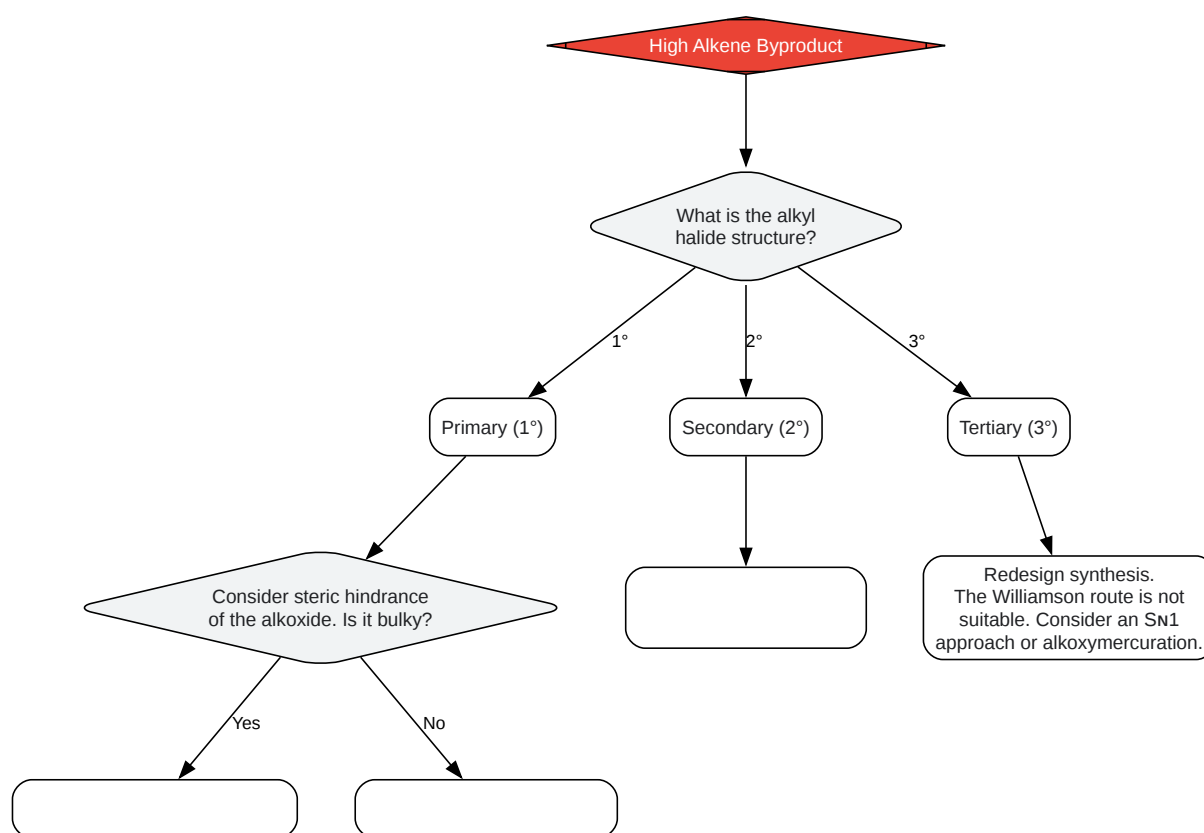 High Alkene Byproduct
What is the alkyl
halide structure?
1°
2°
3°
Primary (1°)
Secondary (2°)
Tertiary (3°)
Consider steric hindrance
of the alkoxide. Is it bulky?
Redesign synthesis.
The Williamson route is not
suitable. Consider an Sɴ1
approach or alkoxymercuration.
Yes
No